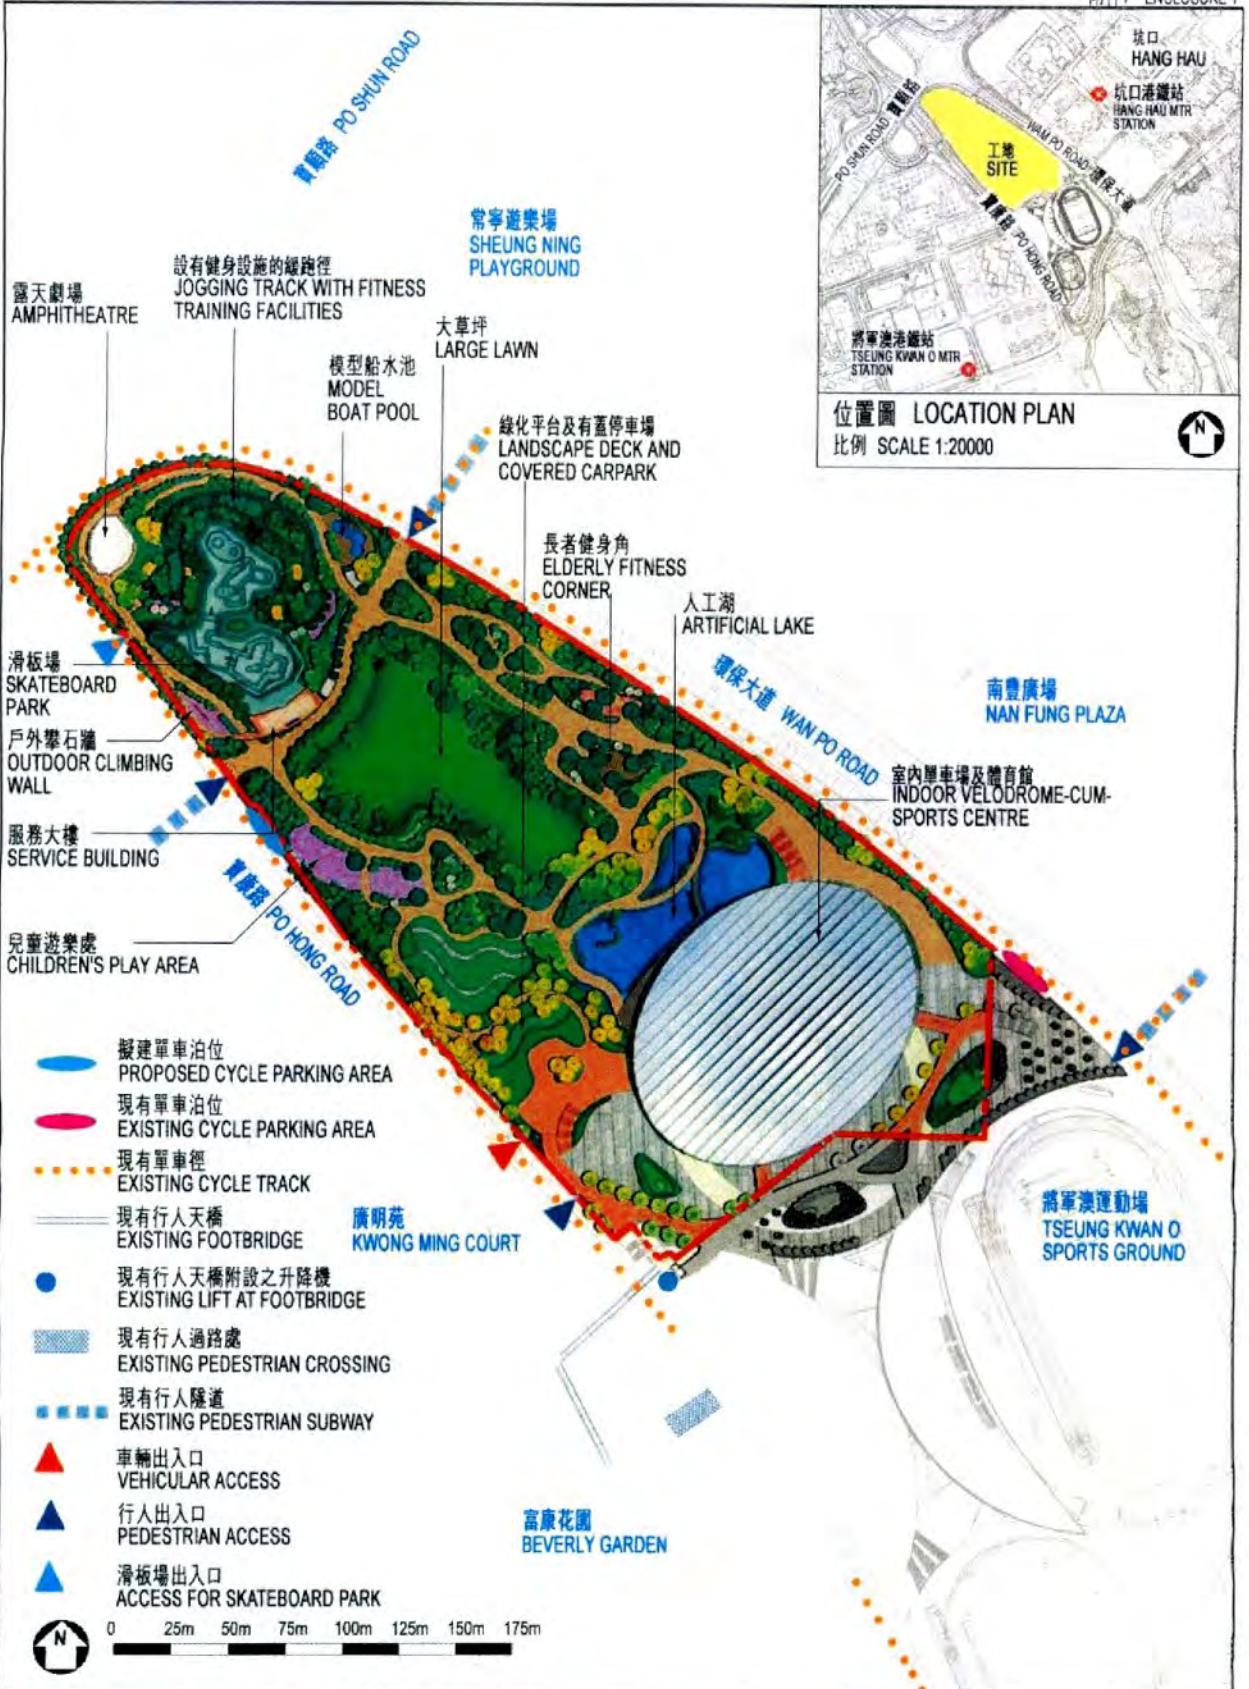 ENCLOSURE 1
坑口
HANG HAU
坑口港鐵站
HANG HAU MTR
STATION
寶順路
PO SHUN ROAD
WAM PO ROAD 環保大道
工地
SITE
寶康路 PO HONG ROAD
將軍澳港鐵站
TSEUNG KWAN O MTR
STATION
位置圖 LOCATION PLAN
比例 SCALE 1:20000
N
寶順路 PO SHUN ROAD
常寧遊樂場
SHEUNG NING
PLAYGROUND
露天劇場
AMPHITHEATRE
設有健身設施的緩跑徑
JOGGING TRACK WITH FITNESS
TRAINING FACILITIES
模型船水池
MODEL
BOAT POOL
大草坪
LARGE LAWN
綠化平台及有蓋停車場
LANDSCAPE DECK AND
COVERED CARPARK
長者健身角
ELDERLY FITNESS
CORNER
人工湖
ARTIFICIAL LAKE
環保大道 WAN PO ROAD
南豐廣場
NAN FUNG PLAZA
室內單車場及體育館
INDOOR VELODROME-CUM-
SPORTS CENTRE
滑板場
SKATEBOARD
PARK
戶外攀石牆
OUTDOOR CLIMBING
WALL
服務大樓
SERVICE BUILDING
寶康路 PO HONG ROAD
兒童遊樂處
CHILDREN'S PLAY AREA
擬建單車泊位
PROPOSED CYCLE PARKING AREA
現有單車泊位
EXISTING CYCLE PARKING AREA
現有單車徑
EXISTING CYCLE TRACK
現有行人天橋
EXISTING FOOTBRIDGE
現有行人天橋附設之升降機
EXISTING LIFT AT FOOTBRIDGE
現有行人過路處
EXISTING PEDESTRIAN CROSSING
現有行人隧道
EXISTING PEDESTRIAN SUBWAY
車輛出入口
VEHICULAR ACCESS
行人出入口
PEDESTRIAN ACCESS
滑板場出入口
ACCESS FOR SKATEBOARD PARK
廣明苑
KWONG MING COURT
將軍澳運動場
TSEUNG KWAN O
SPORTS GROUND
富康花園
BEVERLY GARDEN
N
0 25m 50m 75m 100m 125m 150m 175m